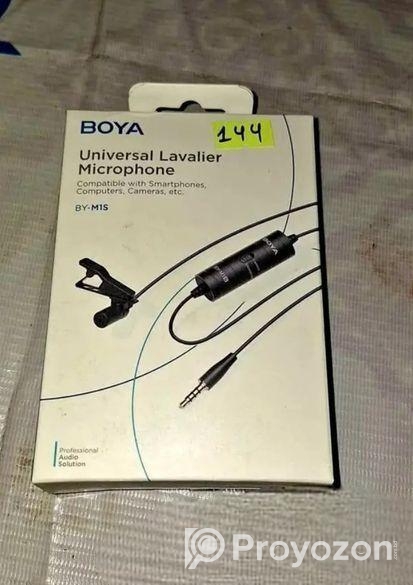 BOYA
144
Universal Lavalier
Microphone
Compatible with Smartphones,
Computers, Cameras, etc.
BY-M1S
BOYA
Professional
Audio
Solution
Proyozon